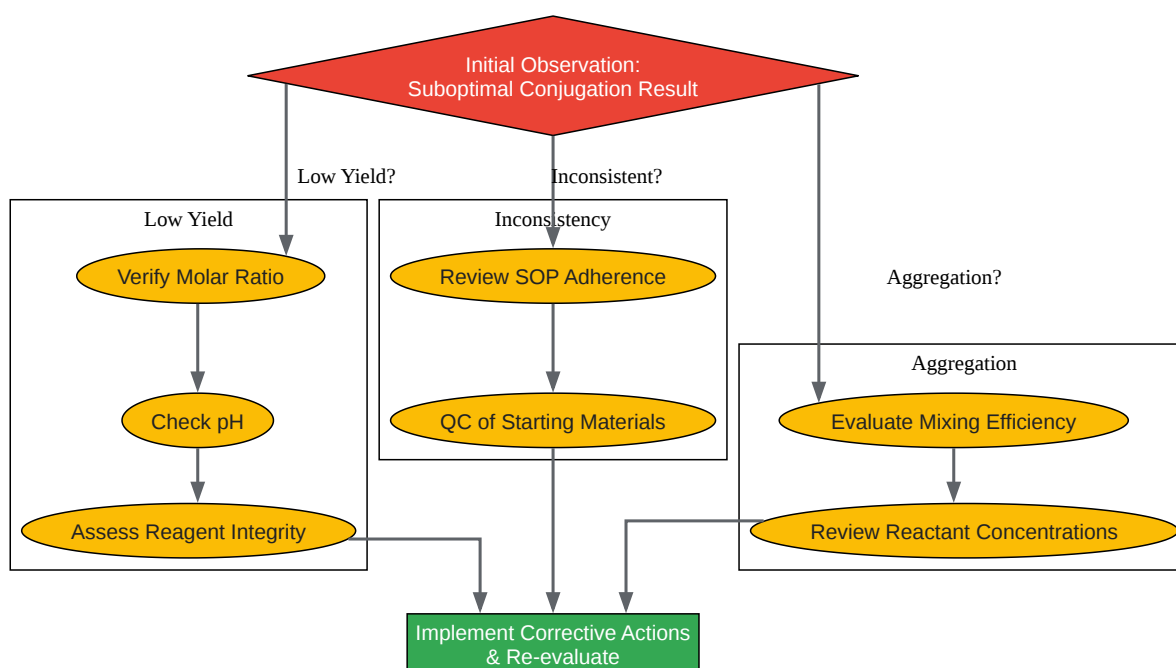 Initial Observation:
Suboptimal Conjugation Result
Low Yield?
Inconsistent?
Low Yield
Inconsistency
Verify Molar Ratio
Review SOP Adherence
Aggregation?
Aggregation
Check pH
QC of Starting Materials
Evaluate Mixing Efficiency
Assess Reagent Integrity
Review Reactant Concentrations
Implement Corrective Actions
& Re-evaluate